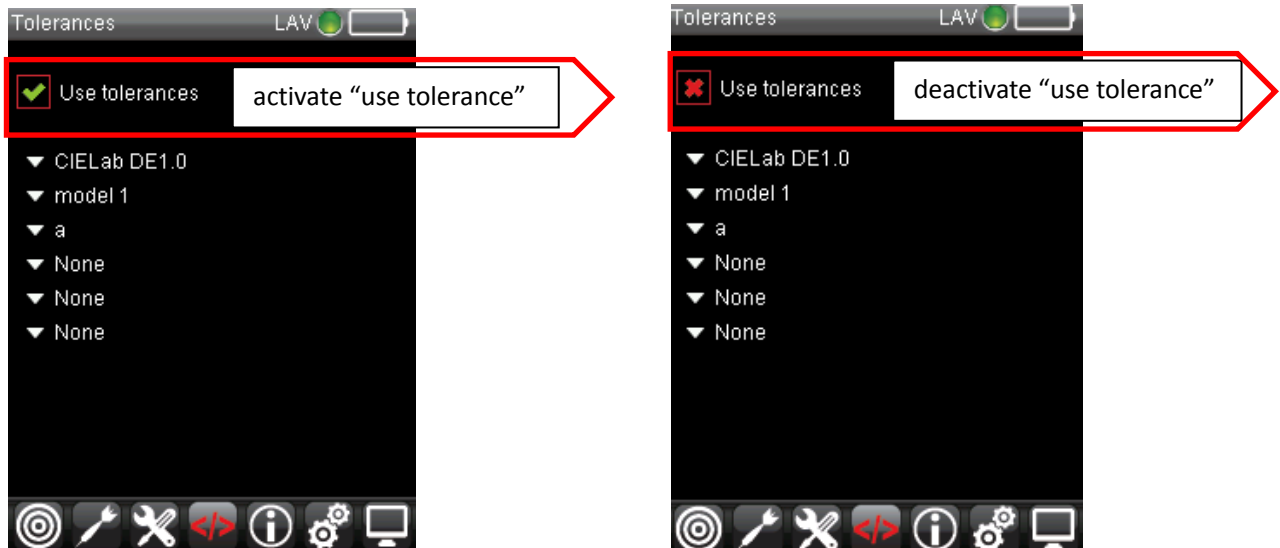 Tolerances LAV
Use tolerances
activate “use tolerance”
CIELab DE1.0
model 1
a
None
None
None
</>
Tolerances LAV
Use tolerances
deactivate “use tolerance”
CIELab DE1.0
model 1
a
None
None
None
</>